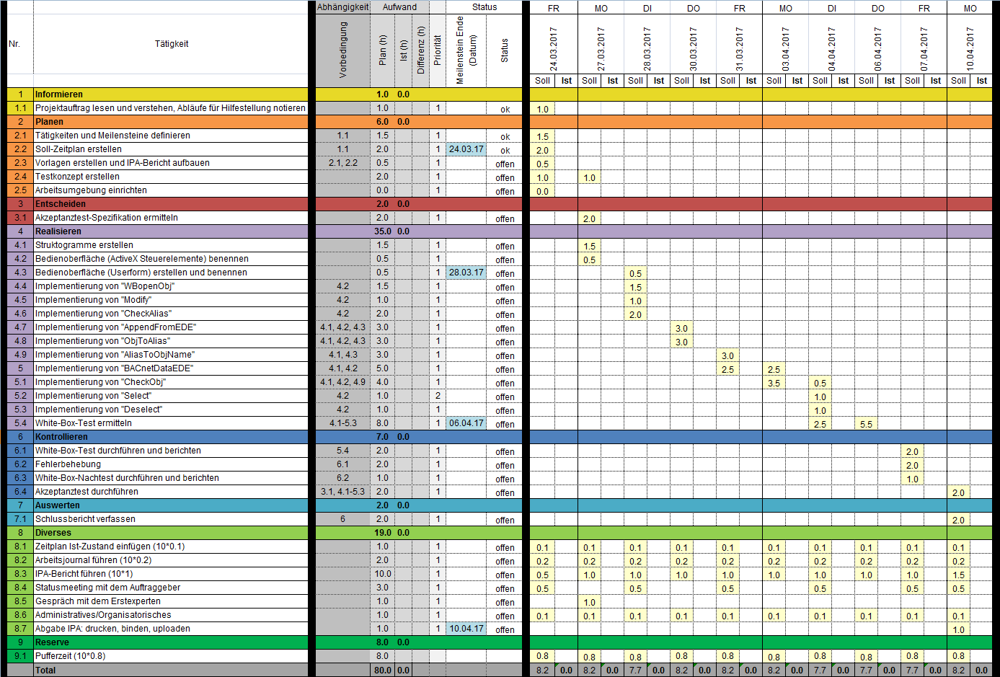 Abhängigkeit Aufwand Status FR MO DI DO FR MO DI DO FR MO
Nr. Tätigkeit Vorbedingung Plan (h) Ist (h) Differenz (h) Priorität Meilenstein Ende (Datum) Status 24.03.2017 27.03.2017 28.03.2017 30.03.2017 31.03.2017 03.04.2017 04.04.2017 06.04.2017 07.04.2017 10.04.2017
Soll Ist Soll Ist Soll Ist Soll Ist Soll Ist Soll Ist Soll Ist Soll Ist Soll Ist Soll Ist
1 Informieren 1.0 0.0
1.1 Projektauftrag lesen und verstehen, Abläufe für Hilfestellung notieren 1.0 1 ok 1.0
2 Planen 6.0 0.0
2.1 Tätigkeiten und Meilensteine definieren 1.1 1.5 1 ok 1.5
2.2 Soll-Zeitplan erstellen 1.1 2.0 1 24.03.17 ok 2.0
2.3 Vorlagen erstellen und IPA-Bericht aufbauen 2.1, 2.2 0.5 1 offen 0.5
2.4 Testkonzept erstellen 2.0 1 offen 1.0 1.0
2.5 Arbeitsumgebung einrichten 0.0 1 offen 0.0
3 Entscheiden 2.0 0.0
3.1 Akzeptanztest-Spezifikation ermitteln 2.0 1 offen 2.0
4 Realisieren 35.0 0.0
4.1 Struktogramme erstellen 1.5 1 offen 1.5
4.2 Bedienoberfläche (ActiveX Steuerelemente) benennen 0.5 1 offen 0.5
4.3 Bedienoberfläche (Userform) erstellen und benennen 0.5 1 28.03.17 offen 0.5
4.4 Implementierung von "WBopenObj" 4.2 1.5 1 offen 1.5
4.5 Implementierung von "Modify" 4.2 1.0 1 offen 1.0
4.6 Implementierung von "CheckAlias" 4.2 2.0 1 offen 2.0
4.7 Implementierung von "AppendFromEDE" 4.1, 4.2, 4.3 3.0 1 offen 3.0
4.8 Implementierung von "ObjToAlias" 4.1, 4.2, 4.3 3.0 1 offen 3.0
4.9 Implementierung von "AliasToObjName" 4.1, 4.3 3.0 1 offen 3.0
5 Implementierung von "BACnetDataEDE" 4.1, 4.2 5.0 1 offen 2.5 2.5
5.1 Implementierung von "CheckObj" 4.1, 4.2, 4.9 4.0 1 offen 3.5 0.5
5.2 Implementierung von "Select" 4.2 1.0 2 offen 1.0
5.3 Implementierung von "Deselect" 4.2 1.0 1 offen 1.0
5.4 White-Box-Test ermitteln 4.1-5.3 8.0 1 06.04.17 offen 2.5 5.5
6 Kontrollieren 7.0 0.0
6.1 White-Box-Test durchführen und berichten 5.4 2.0 1 offen 2.0
6.2 Fehlerbehebung 6.1 2.0 1 offen 2.0
6.3 White-Box-Nachtest durchführen und berichten 6.2 1.0 1 offen 1.0
6.4 Akzeptanztest durchführen 3.1, 4.1-5.3 2.0 1 offen 2.0
7 Auswerten 2.0 0.0
7.1 Schlussbericht verfassen 6 2.0 1 offen 2.0
8 Diverses 19.0 0.0
8.1 Zeitplan Ist-Zustand einfügen (10*0.1) 1.0 1 offen 0.1 0.1 0.1 0.1 0.1 0.1 0.1 0.1 0.1 0.1
8.2 Arbeitsjournal führen (10*0.2) 2.0 1 offen 0.2 0.2 0.2 0.2 0.2 0.2 0.2 0.2 0.2 0.2
8.3 IPA-Bericht führen (10*1) 10.0 1 offen 0.5 1.0 1.0 1.0 1.0 1.0 1.0 1.0 1.0 1.5
8.4 Statusmeeting mit dem Auftraggeber 3.0 1 offen 0.5 0.5 0.5 0.5 0.5 0.5
8.5 Gespräch mit dem Erstexperten 1.0 1 offen 1.0
8.6 Administratives/Organisatorisches 1.0 1 offen 0.1 0.1 0.1 0.1 0.1 0.1 0.1 0.1 0.1 0.1
8.7 Abgabe IPA: drucken, binden, uploaden 1.0 1 10.04.17 offen 1.0
9 Reserve 8.0 0.0
9.1 Pufferzeit (10*0.8) 8.0 0.8 0.8 0.8 0.8 0.8 0.8 0.8 0.8 0.8 0.8
Total 80.0 0.0 8.2 0.0 8.2 0.0 7.7 0.0 8.2 0.0 8.2 0.0 8.2 0.0 7.7 0.0 7.7 0.0 7.7 0.0 8.2 0.0